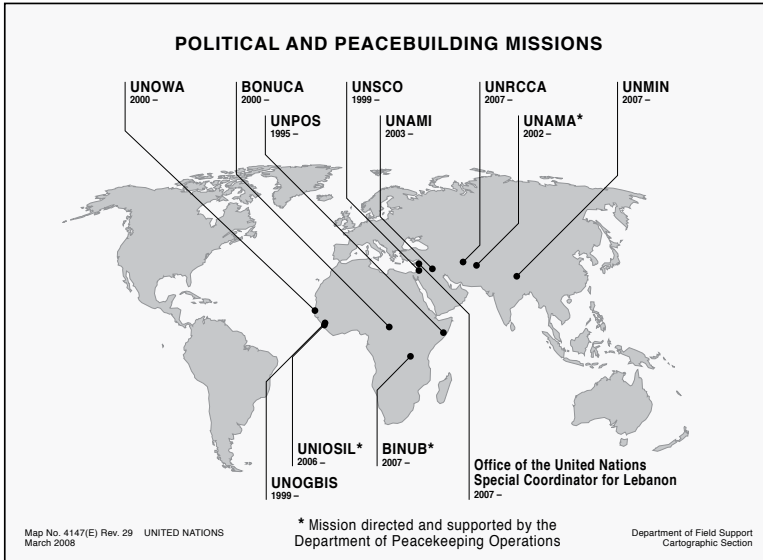 POLITICAL AND PEACEBUILDING MISSIONS
UNOWA
2000 –
BONUCA
2000 –
UNSCO
1999 –
UNRCCA
2007 –
UNMIN
2007 –
UNPOS
1995 –
UNAMI
2003 –
UNAMA*
2002 –
UNIOSIL*
2006 –
BINUB*
2007 –
UNOGBIS
1999 –
Office of the United Nations
Special Coordinator for Lebanon
2007 –
* Mission directed and supported by the
Department of Peacekeeping Operations
Map No. 4147(E) Rev. 29 UNITED NATIONS
March 2008
Department of Field Support
Cartographic Section